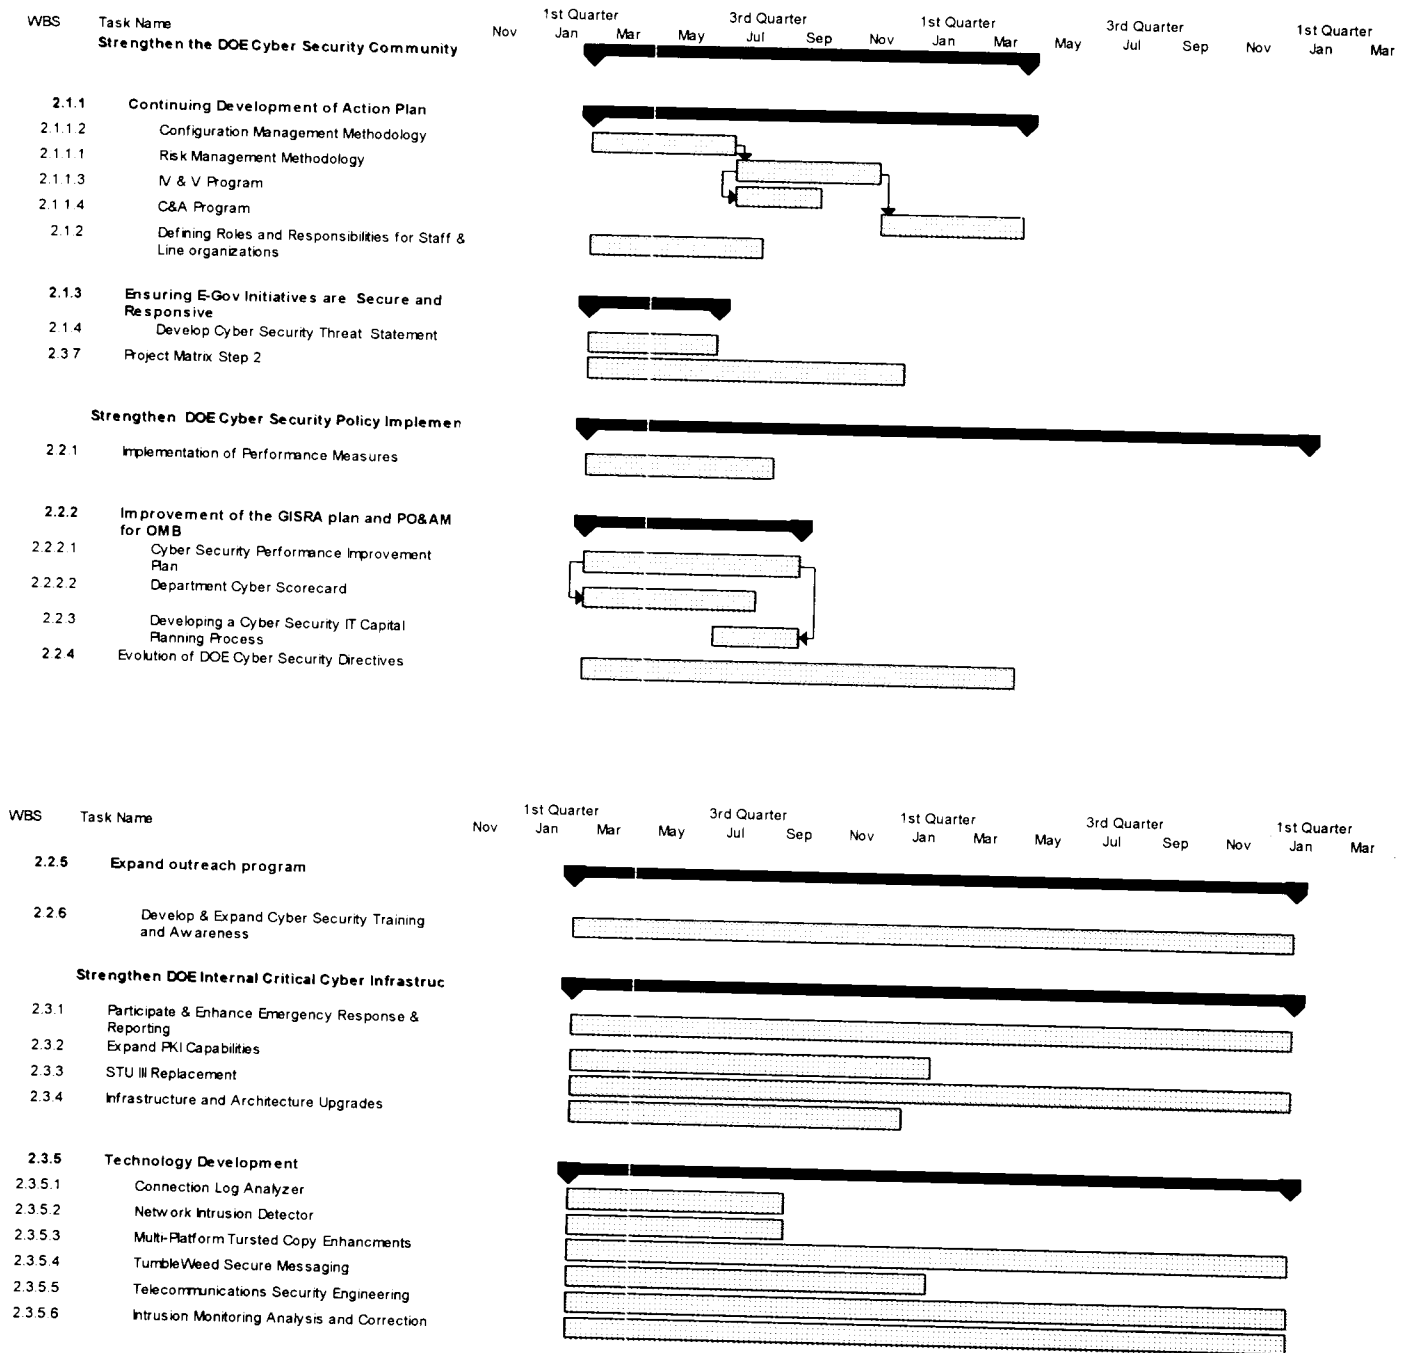 1st Quarter 3rd Quarter 1st Quarter 3rd Quarter 1st Quarter
WBS Task Name Nov Jan Mar May Jul Sep Nov Jan Mar May Jul Sep Nov Jan Mar
Strengthen the DOE Cyber Security Community
2.1.1 Continuing Development of Action Plan
2.1.1.2 Configuration Management Methodology
2.1.1.1 Risk Management Methodology
2.1.1.3 IV & V Program
2.1.1.4 C&A Program
2.1.2 Defining Roles and Responsibilities for Staff &
Line organizations
2.1.3 Ensuring E-Gov Initiatives are Secure and
Responsive
2.1.4 Develop Cyber Security Threat Statement
2.3.7 Project Matrix Step 2
Strengthen DOE Cyber Security Policy Implemen
2.2.1 Implementation of Performance Measures
2.2.2 Improvement of the GISRA plan and PO&AM
for OMB
2.2.2.1 Cyber Security Performance Improvement
Plan
2.2.2.2 Department Cyber Scorecard
2.2.3 Developing a Cyber Security IT Capital
Planning Process
2.2.4 Evolution of DOE Cyber Security Directives
1st Quarter 3rd Quarter 1st Quarter 3rd Quarter 1st Quarter
WBS Task Name Nov Jan Mar May Jul Sep Nov Jan Mar May Jul Sep Nov Jan Mar
2.2.5 Expand outreach program
2.2.6 Develop & Expand Cyber Security Training
and Awareness
Strengthen DOE Internal Critical Cyber Infrastruc
2.3.1 Participate & Enhance Emergency Response &
Reporting
2.3.2 Expand PKI Capabilities
2.3.3 STU III Replacement
2.3.4 Infrastructure and Architecture Upgrades
2.3.5 Technology Development
2.3.5.1 Connection Log Analyzer
2.3.5.2 Network Intrusion Detector
2.3.5.3 Multi-Platform Tursted Copy Enhancments
2.3.5.4 TumbleWeed Secure Messaging
2.3.5.5 Telecommunications Security Engineering
2.3.5.6 Intrusion Monitoring Analysis and Correction